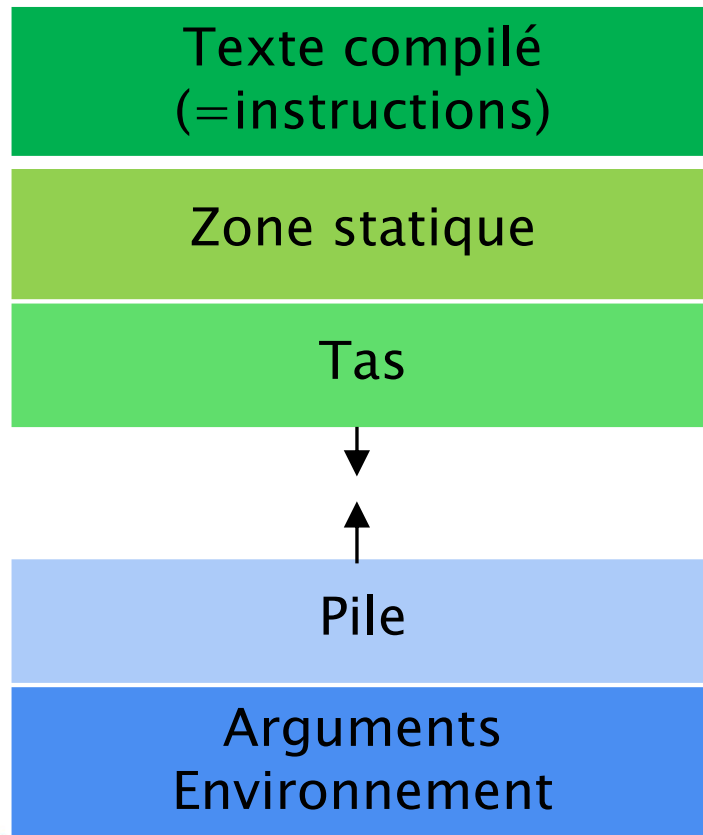 Texte compilé
(=instructions)
Zone statique
Tas
Pile
Arguments
Environnement